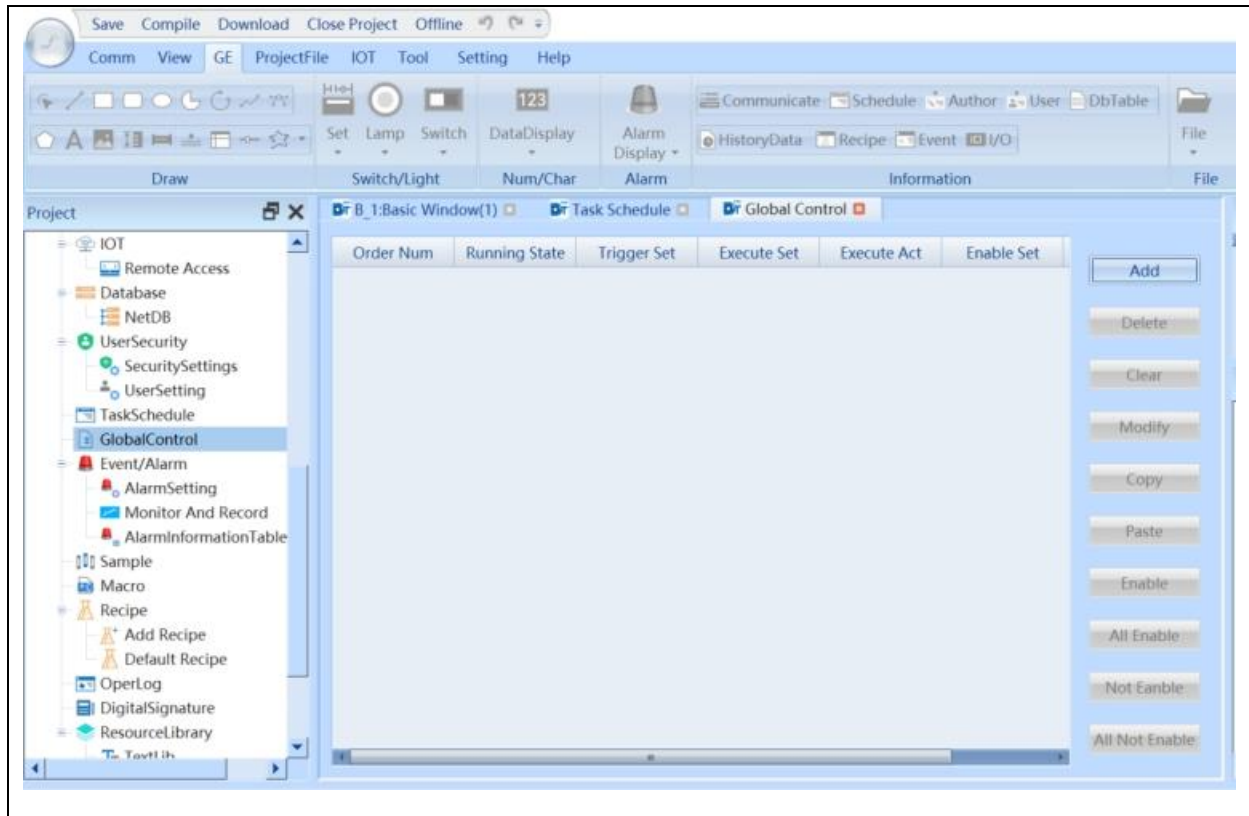 Save Compile Download Close Project Offline
Comm View GE ProjectFile IOT Tool Setting Help
123
Communicate Schedule Author User DbTable
Set Lamp Switch DataDisplay Alarm Display File
HistoryData Recipe Event I/O
Draw Switch/Light Num/Char Alarm Information File
Project
B_1:Basic Window(1) Task Schedule Global Control
IOT
Remote Access
Database
NetDB
UserSecurity
SecuritySettings
UserSetting
TaskSchedule
GlobalControl
Event/Alarm
AlarmSetting
Monitor And Record
AlarmInformationTable
Sample
Macro
Recipe
Add Recipe
Default Recipe
OperLog
DigitalSignature
ResourceLibrary
TextLib
Order Num Running State Trigger Set Execute Set Execute Act Enable Set
Add
Delete
Clear
Modify
Copy
Paste
Enable
All Enable
Not Eanble
All Not Enable